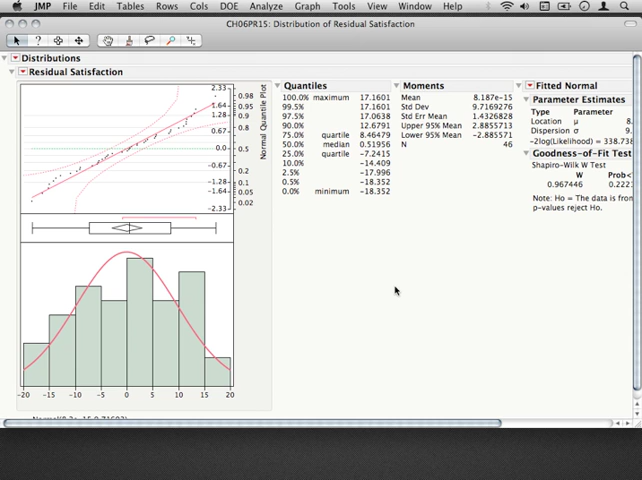 JMP File Edit Tables Rows Cols DOE Analyze Graph Tools View Window Help
CH06PR15: Distribution of Residual Satisfaction
Distributions
Residual Satisfaction
2.33
1.64
1.28
0.67
0.0
-0.67
-1.28
-1.64
-2.33
0.98
0.95
0.9
0.8
0.5
0.2
0.1
0.05
0.02
Normal Quantile Plot
-20 -15 -10 -5 0 5 10 15 20
Quantiles
100.0% maximum 17.1601
99.5% 17.1601
97.5% 17.0638
90.0% 12.6791
75.0% quartile 8.46479
50.0% median 0.51956
25.0% quartile -7.2415
10.0% -14.409
2.5% -17.996
0.5% -18.352
0.0% minimum -18.352
Moments
Mean 8.187e-15
Std Dev 9.7169276
Std Err Mean 1.4326828
Upper 95% Mean 2.8855713
Lower 95% Mean -2.885571
N 46
Fitted Normal
Parameter Estimates
Type Parameter
Location μ 8.
Dispersion σ 9.
-2log(Likelihood) = 338.738
Goodness-of-Fit Test
Shapiro-Wilk W Test
W Prob<
0.967446 0.222
Note: Ho = The data is from
p-values reject Ho.